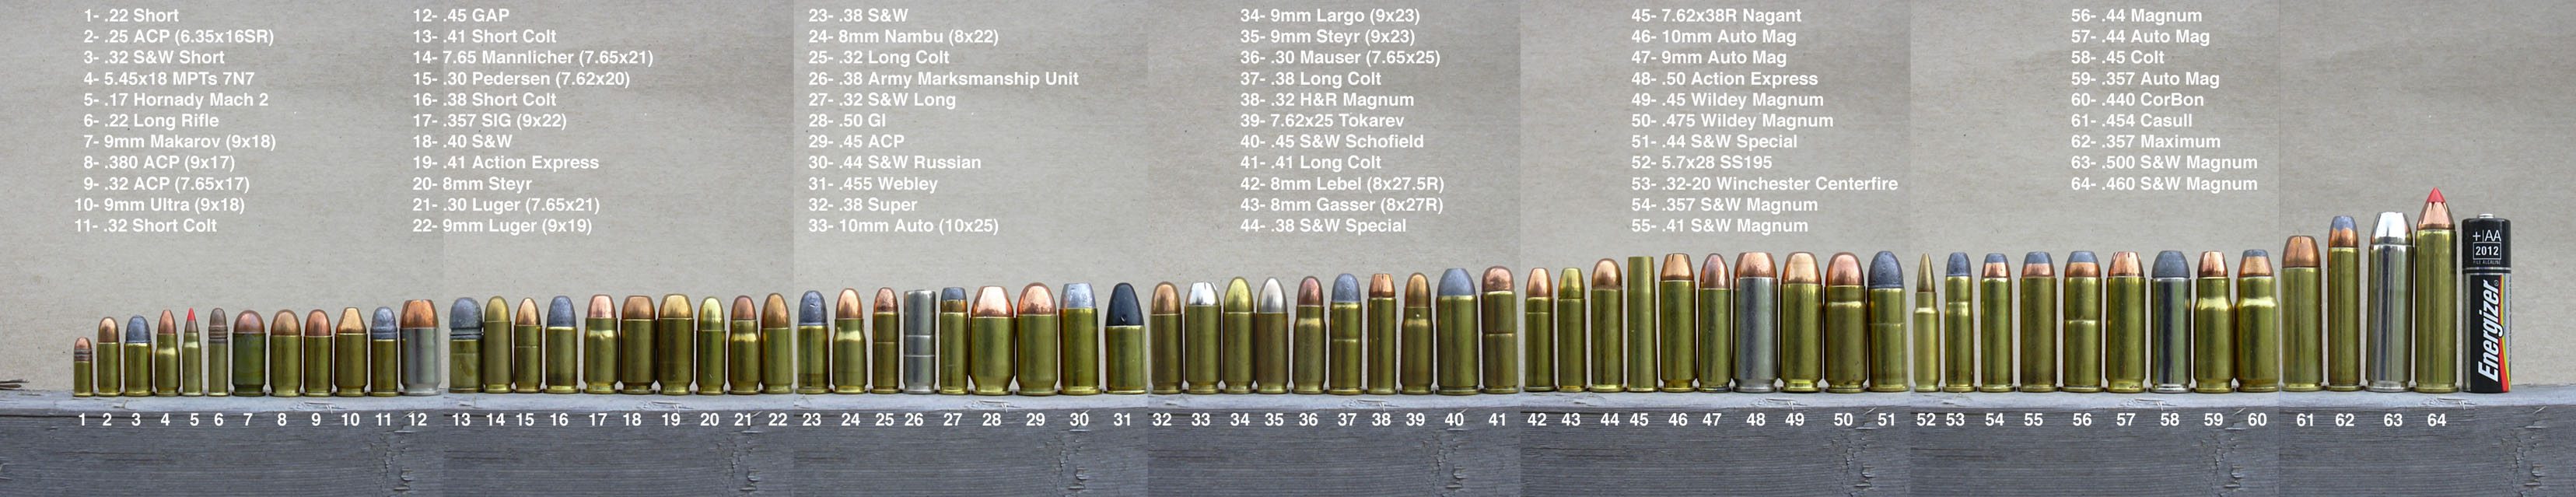 1- .22 Short
2- .25 ACP (6.35x16SR)
3- .32 S&W Short
4- 5.45x18 MPTs 7N7
5- .17 Hornady Mach 2
6- .22 Long Rifle
7- 9mm Makarov (9x18)
8- .380 ACP (9x17)
9- .32 ACP (7.65x17)
10- 9mm Ultra (9x18)
11- .32 Short Colt
12- .45 GAP
13- .41 Short Colt
14- 7.65 Mannlicher (7.65x21)
15- .30 Pedersen (7.62x20)
16- .38 Short Colt
17- .357 SIG (9x22)
18- .40 S&W
19- .41 Action Express
20- 8mm Steyr
21- .30 Luger (7.65x21)
22- 9mm Luger (9x19)
23- .38 S&W
24- 8mm Nambu (8x22)
25- .32 Long Colt
26- .38 Army Marksmanship Unit
27- .32 S&W Long
28- .50 GI
29- .45 ACP
30- .44 S&W Russian
31- .455 Webley
32- .38 Super
33- 10mm Auto (10x25)
34- 9mm Largo (9x23)
35- 9mm Steyr (9x23)
36- .30 Mauser (7.65x25)
37- .38 Long Colt
38- .32 H&R Magnum
39- 7.62x25 Tokarev
40- .45 S&W Schofield
41- .41 Long Colt
42- 8mm Lebel (8x27.5R)
43- 8mm Gasser (8x27R)
44- .38 S&W Special
45- 7.62x38R Nagant
46- 10mm Auto Mag
47- 9mm Auto Mag
48- .50 Action Express
49- .45 Wildey Magnum
50- .475 Wildey Magnum
51- .44 S&W Special
52- 5.7x28 SS195
53- .32-20 Winchester Centerfire
54- .357 S&W Magnum
55- .41 S&W Magnum
56- .44 Magnum
57- .44 Auto Mag
58- .45 Colt
59- .357 Auto Mag
60- .440 CorBon
61- .454 Casull
62- .357 Maximum
63- .500 S&W Magnum
64- .460 S&W Magnum
+ AA
2012
Energizer
1 2 3 4 5 6 7 8 9 10 11 12 13 14 15 16 17 18 19 20 21 22 23 24 25 26 27 28 29 30 31 32 33 34 35 36 37 38 39 40 41 42 43 44 45 46 47 48 49 50 51 52 53 54 55 56 57 58 59 60 61 62 63 64